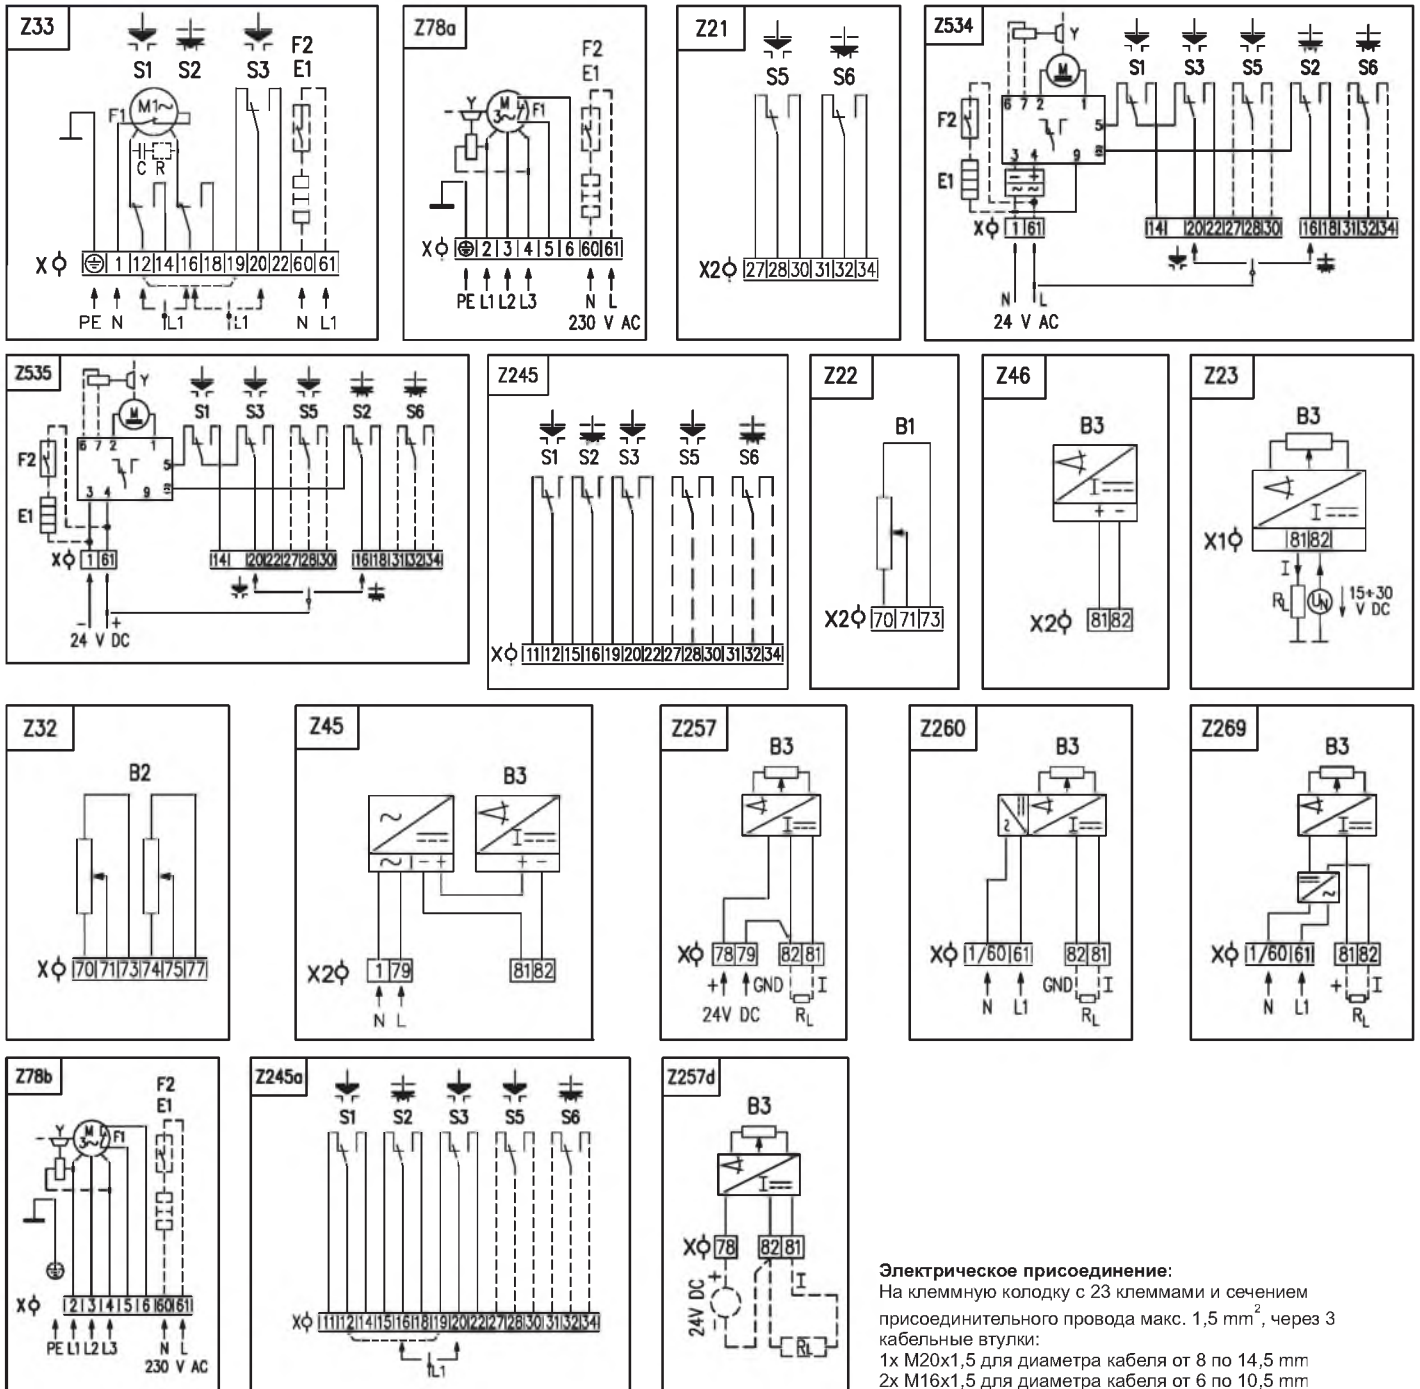 Z33
S1 S2 S3 F2
E1
F1 M1~
C R
X 1 12 14 16 18 19 20 22 60 61
PE N L1 L1 N L1
Z78a
F2
E1
Y M 3~ F1
X 2 3 4 5 6 60 61
PE L1 L2 L3 N L
230 V AC
Z21
S5 S6
X2 27 28 30 31 32 34
Z534
Y
M
S1 S3 S5 S2 S6
F2
6 7 2 1
5
3 4 9
E1
- +
~ ~
X 1 61 14 20 22 27 28 30 16 18 31 32 34
N L
24 V AC
Z535
Y
M
S1 S3 S5 S2 S6
F2
6 7 2 1
5
3 4 9
E1
X 1 61 14 20 22 27 28 30 16 18 31 32 34
- +
24 V DC
Z245
S1 S2 S3 S5 S6
X 11 12 15 16 19 20 22 27 28 30 31 32 34
Z22
B1
X2 70 71 73
Z46
B3
I
+ -
X2 81 82
Z23
B3
I
X1 81 82
I
RL UN 15÷30
V DC
Z32
B2
X 70 71 73 74 75 77
Z45
B3
~ I
~ - + + -
X2 1 79 81 82
N L
Z257
B3
I
X 78 79 82 81
+ GND I
24V DC RL
Z260
B3
~ I
X 1/60 61 82 81
N L1 GND I
RL
Z269
B3
I
~
X 1/60 61 81 82
N L1 + I
RL
Z78b
F2
E1
Y M 3~ F1
X 2 3 4 5 6 60 61
PE L1 L2 L3 N L
230 V AC
Z245a
S1 S2 S3 S5 S6
X 11 12 14 15 16 18 19 20 22 27 28 30 31 32 34
L1
Z257d
B3
I
X 78 82 81
+ I
24V DC
RL
Электрическое присоединение:
На клеммную колодку с 23 клеммами и сечением
присоединительного провода макс. 1,5 mm², через 3
кабельные втулки:
1x M20x1,5 для диаметра кабеля от 8 по 14,5 mm
2x M16x1,5 для диаметра кабеля от 6 по 10,5 mm